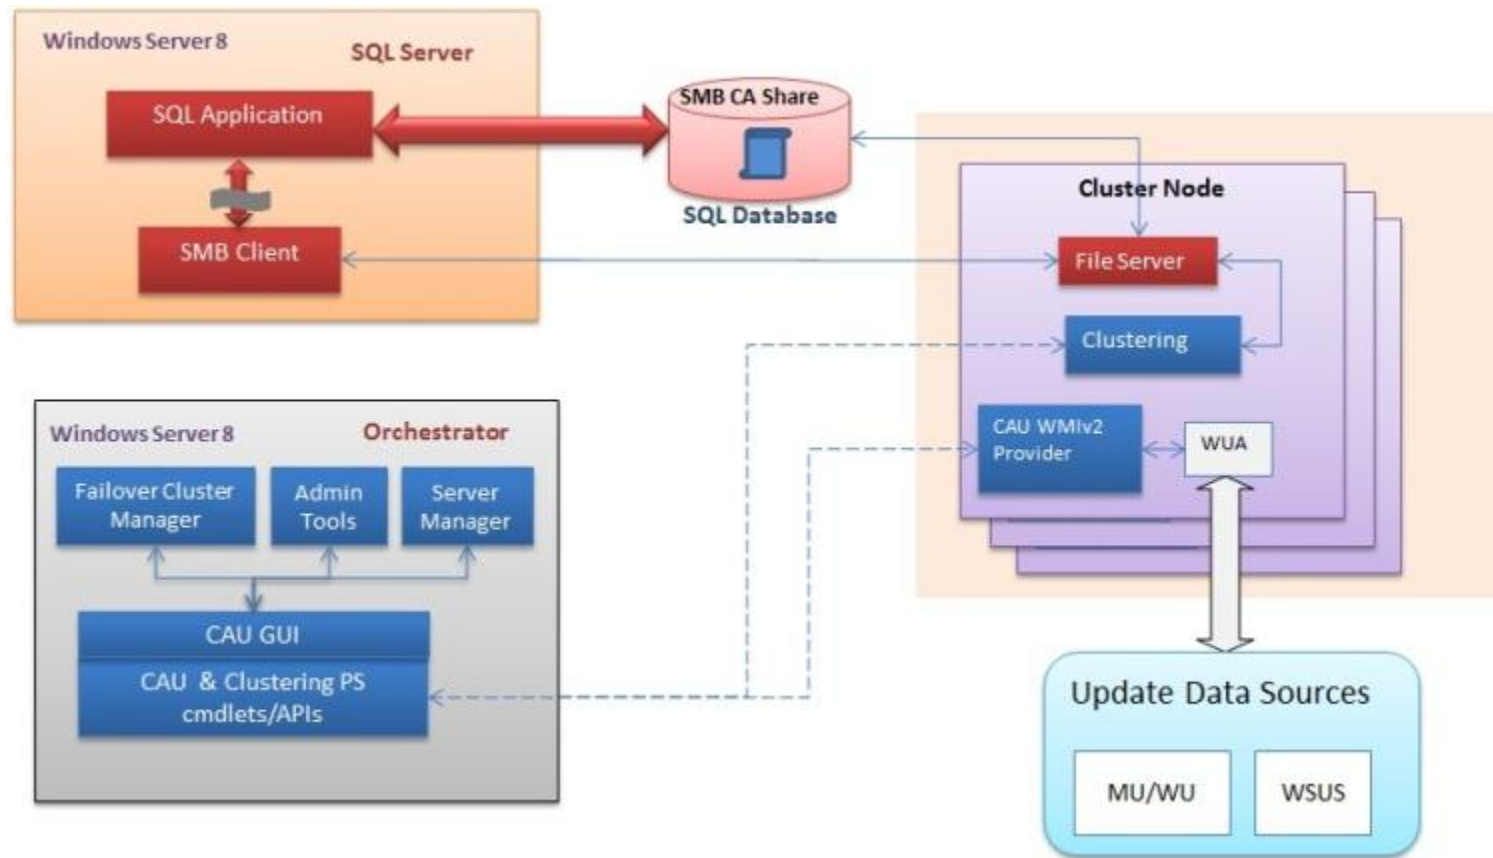 Windows Server 8
SQL Server
SQL Application
SMB Client
SMB CA Share
SQL Database
Cluster Node
File Server
Clustering
CAU WMIv2
Provider
WUA
Windows Server 8
Orchestrator
Failover Cluster
Manager
Admin
Tools
Server
Manager
CAU GUI
CAU & Clustering PS
cmdlets/APIs
Update Data Sources
MU/WU
WSUS